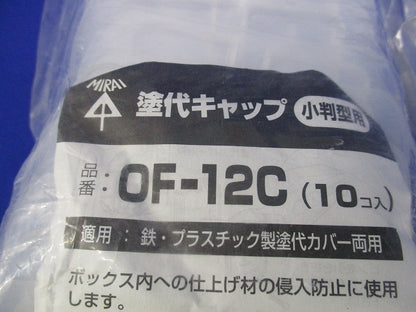 MIRAI
塗代キャップ 小判型用
品番: OF-12C (10コ入)
適用:鉄・プラスチック製塗代カバー両用
ボックス内への仕上げ材の侵入防止に使用
します。